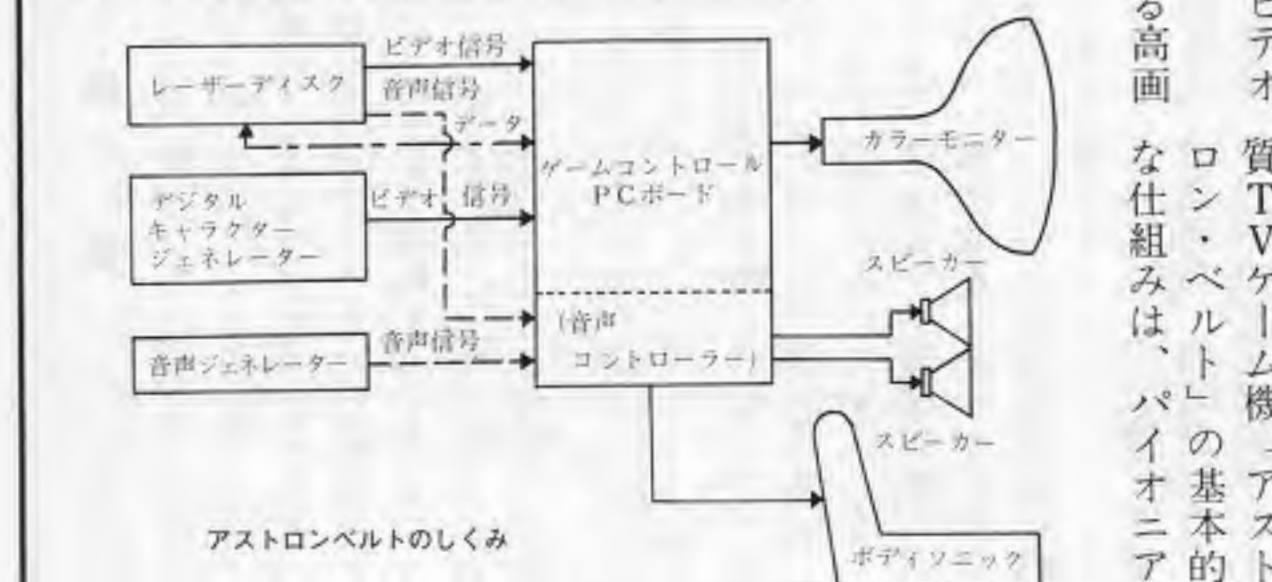 ビデオ信号
レーザーディスク
音声信号
データ
ゲームコントロール
PCボード
カラーモニター
デジタル
キャラクター
ジェネレーター
ビデオ信号
スピーカー
(音声
コントローラー)
音声ジェネレーター
音声信号
スピーカー
ボディソニック
アストロンベルトのしくみ
ビデオ
質TVゲーム機「アスト
ロン・ベルト」の基本的
る高画
な仕組みは、パイオニア